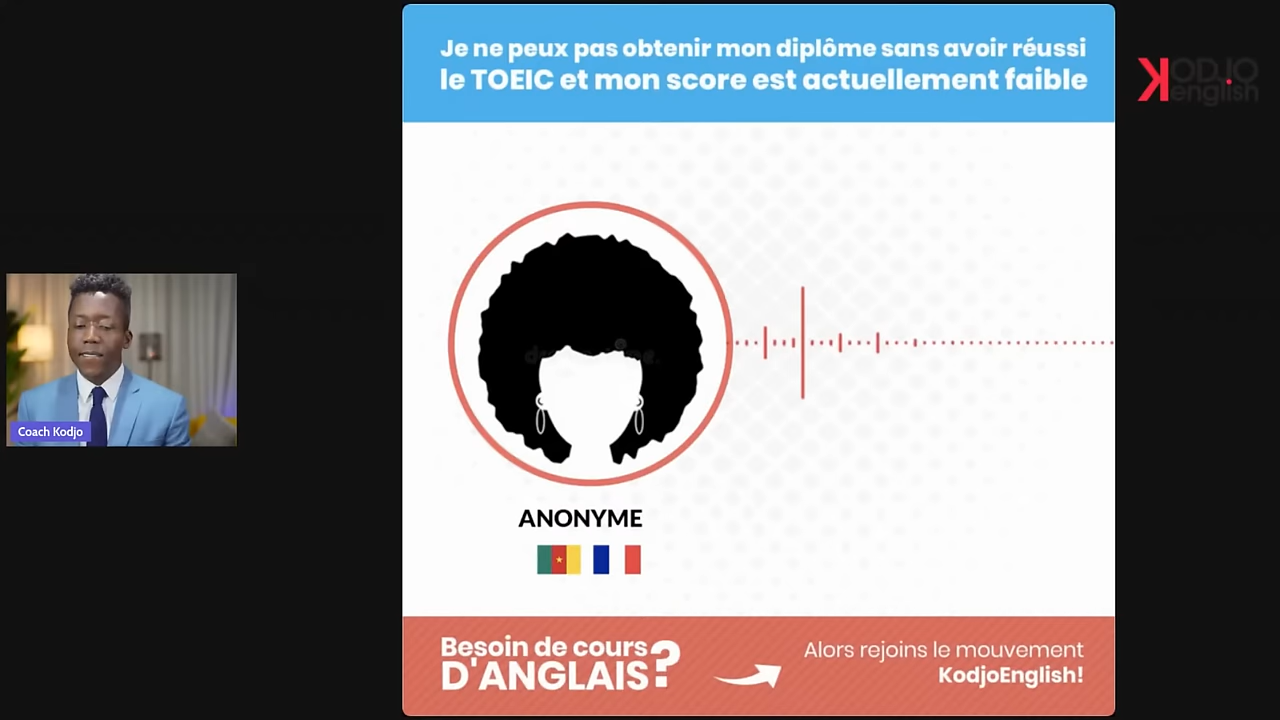 Je ne peux pas obtenir mon diplôme sans avoir réussi
le TOEIC et mon score est actuellement faible
KODJO
english
Coach Kodjo
ANONYME
Besoin de cours
D'ANGLAIS?
Alors rejoins le mouvement
KodjoEnglish!